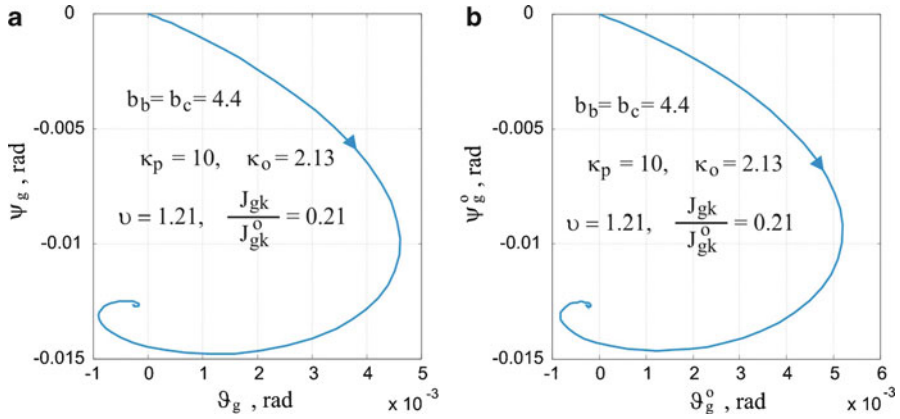 a
0
-0.005
-0.01
-0.015
ψg , rad
bb= bc= 4.4
κp = 10, κo = 2.13
υ = 1.21, Jgk / Jogk = 0.21
-1 0 1 2 3 4 5
ϑg , rad
x 10-3
b
0
-0.005
-0.01
-0.015
ψog , rad
bb= bc= 4.4
κp = 10, κo = 2.13
υ = 1.21, Jgk / Jogk = 0.21
-1 0 1 2 3 4 5 6
ϑog , rad
x 10-3